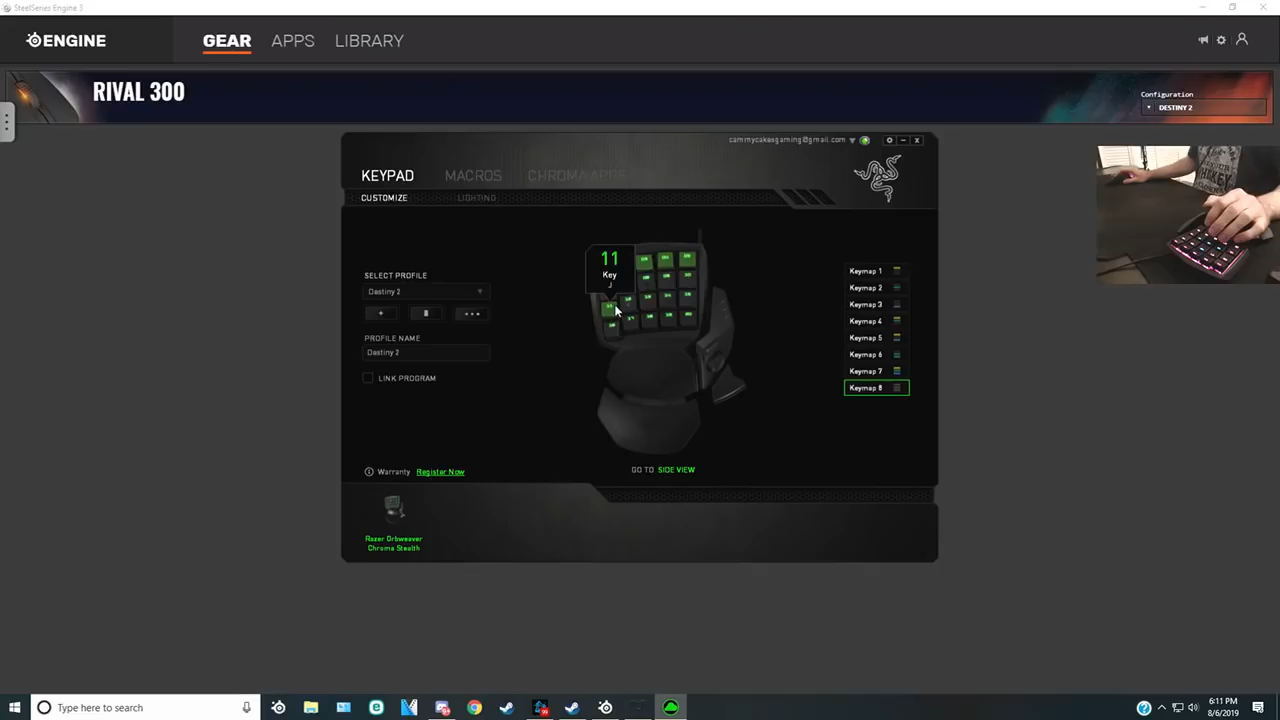 SteelSeries Engine 3
ENGINE
GEAR
APPS
LIBRARY
RIVAL 300
Configuration
DESTINY 2
sammycakesgaming@gmail.com
KEYPAD
MACROS
CHROMA APPS
CUSTOMIZE
LIGHTING
11
Key
J
SELECT PROFILE
Destiny 2
PROFILE NAME
Destiny 2
LINK PROGRAM
Keymap 1
Keymap 2
Keymap 3
Keymap 4
Keymap 5
Keymap 6
Keymap 7
Keymap 8
Warranty Register Now
GO TO SIDE VIEW
Razer Orbweaver
Chroma Stealth
Type here to search
99
6:11 PM
8/6/2019